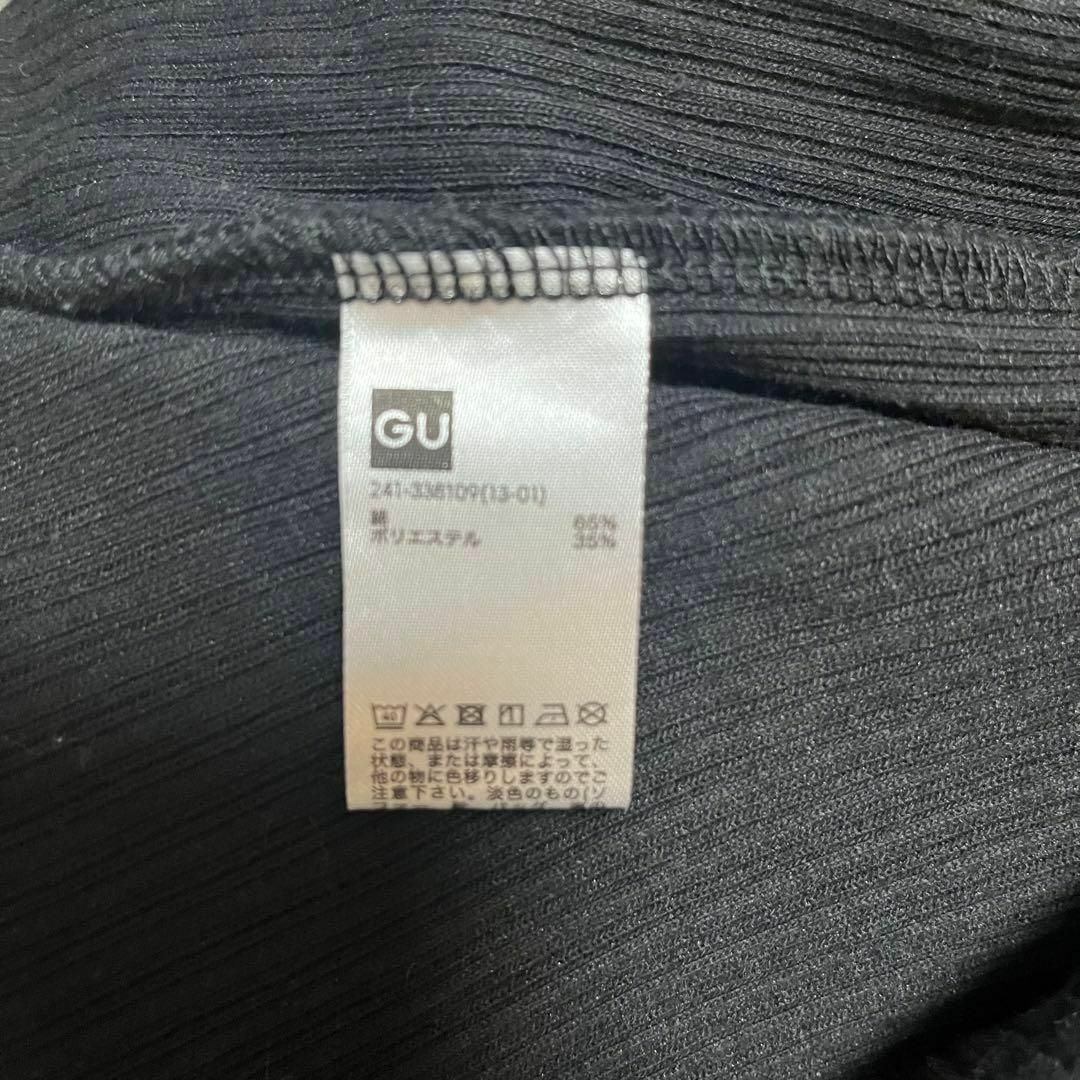 GU
241-338109(13-01)
綿 65%
ポリエステル 35%
40
この商品は汗や雨等で湿った
状態、または摩擦によって、
他の物に色移りしますのでご
注意下さい。淡色のもの(ソ